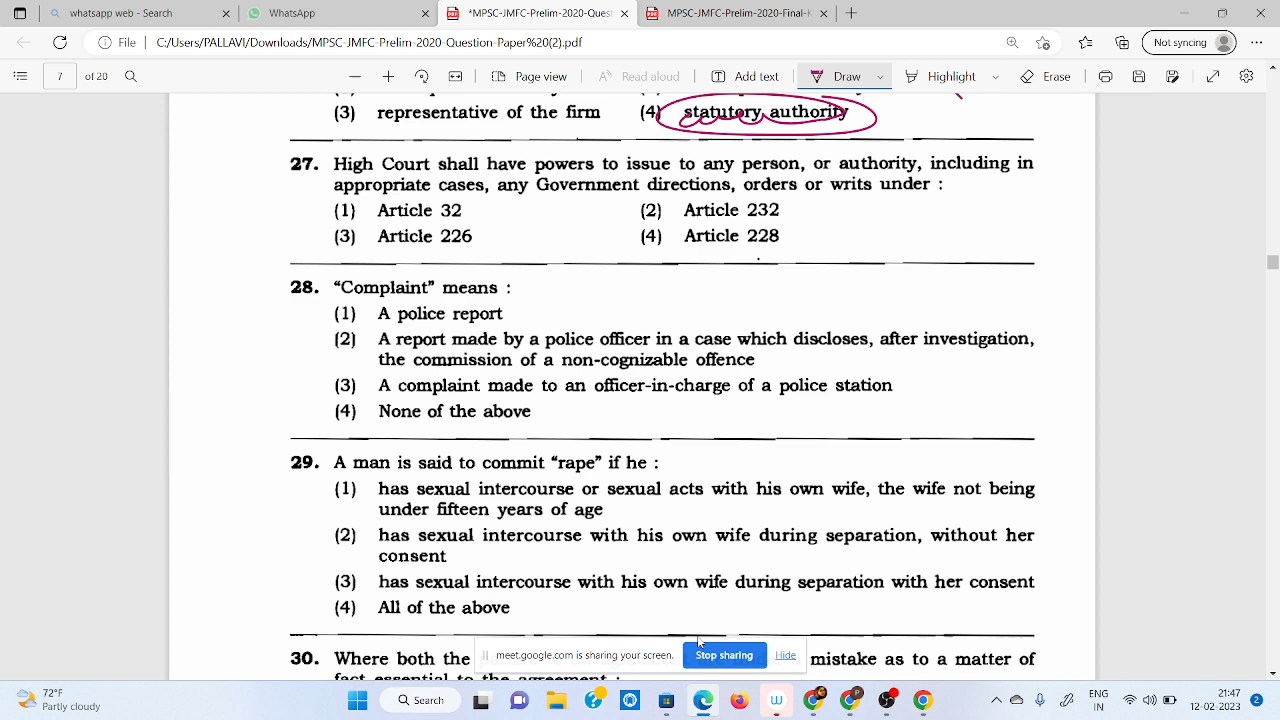 whatsapp web - Search
WhatsApp
*MPSC-JMFC-Prelim-2020-Quest
MPSC-JMFC-Prelim-2020-Final-K
File
C:/Users/PALLAVI/Downloads/MPSC_JMFC-Prelim-2020-Question-Paper%20(2).pdf
Not syncing
7 of 20
Page view
Read aloud
Add text
Draw
Highlight
Erase
(3) representative of the firm (4) statutory authority
27. High Court shall have powers to issue to any person, or authority, including in
appropriate cases, any Government directions, orders or writs under :
(1) Article 32 (2) Article 232
(3) Article 226 (4) Article 228
28. “Complaint” means :
(1) A police report
(2) A report made by a police officer in a case which discloses, after investigation,
the commission of a non-cognizable offence
(3) A complaint made to an officer-in-charge of a police station
(4) None of the above
29. A man is said to commit “rape” if he :
(1) has sexual intercourse or sexual acts with his own wife, the wife not being
under fifteen years of age
(2) has sexual intercourse with his own wife during separation, without her
consent
(3) has sexual intercourse with his own wife during separation with her consent
(4) All of the above
30. Where both the mistake as to a matter of
meet.google.com is sharing your screen. Stop sharing Hide
fact essential to the agreement :
72°F
Partly cloudy
Search
ENG
IN
18:47
12-02-2023
2